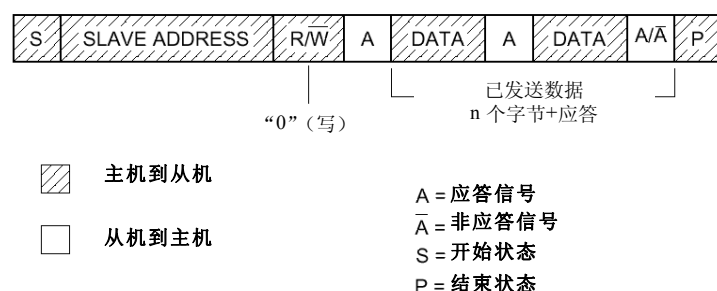 S SLAVE ADDRESS R/W̅ A DATA A DATA A/A̅ P
已发送数据
n 个字节+应答
“0”（写）
主机到从机
从机到主机
A = 应答信号
A̅ = 非应答信号
S = 开始状态
P = 结束状态